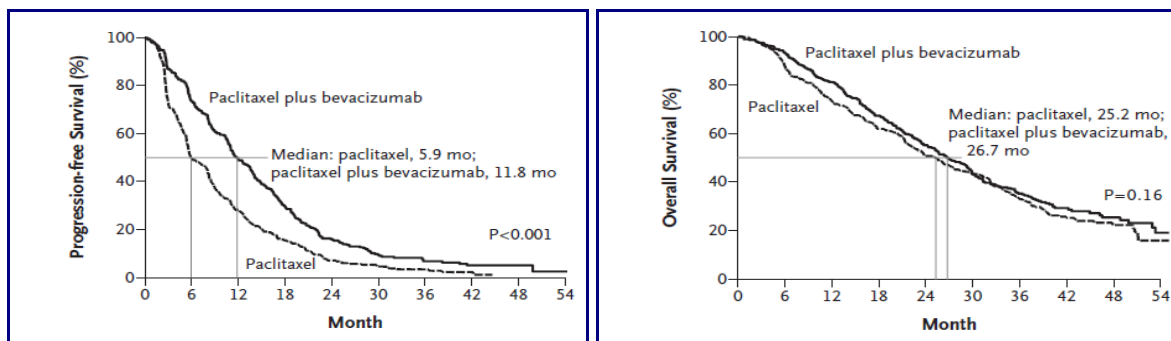 Progression-free Survival (%)
100
80
60
40
20
0
Paclitaxel plus bevacizumab
Median: paclitaxel, 5.9 mo;
paclitaxel plus bevacizumab, 11.8 mo
P<0.001
Paclitaxel
0 6 12 18 24 30 36 42 48 54
Month
Overall Survival (%)
100
80
60
40
20
0
Paclitaxel plus bevacizumab
Paclitaxel
Median: paclitaxel, 25.2 mo;
paclitaxel plus bevacizumab,
26.7 mo
P=0.16
0 6 12 18 24 30 36 42 48 54
Month